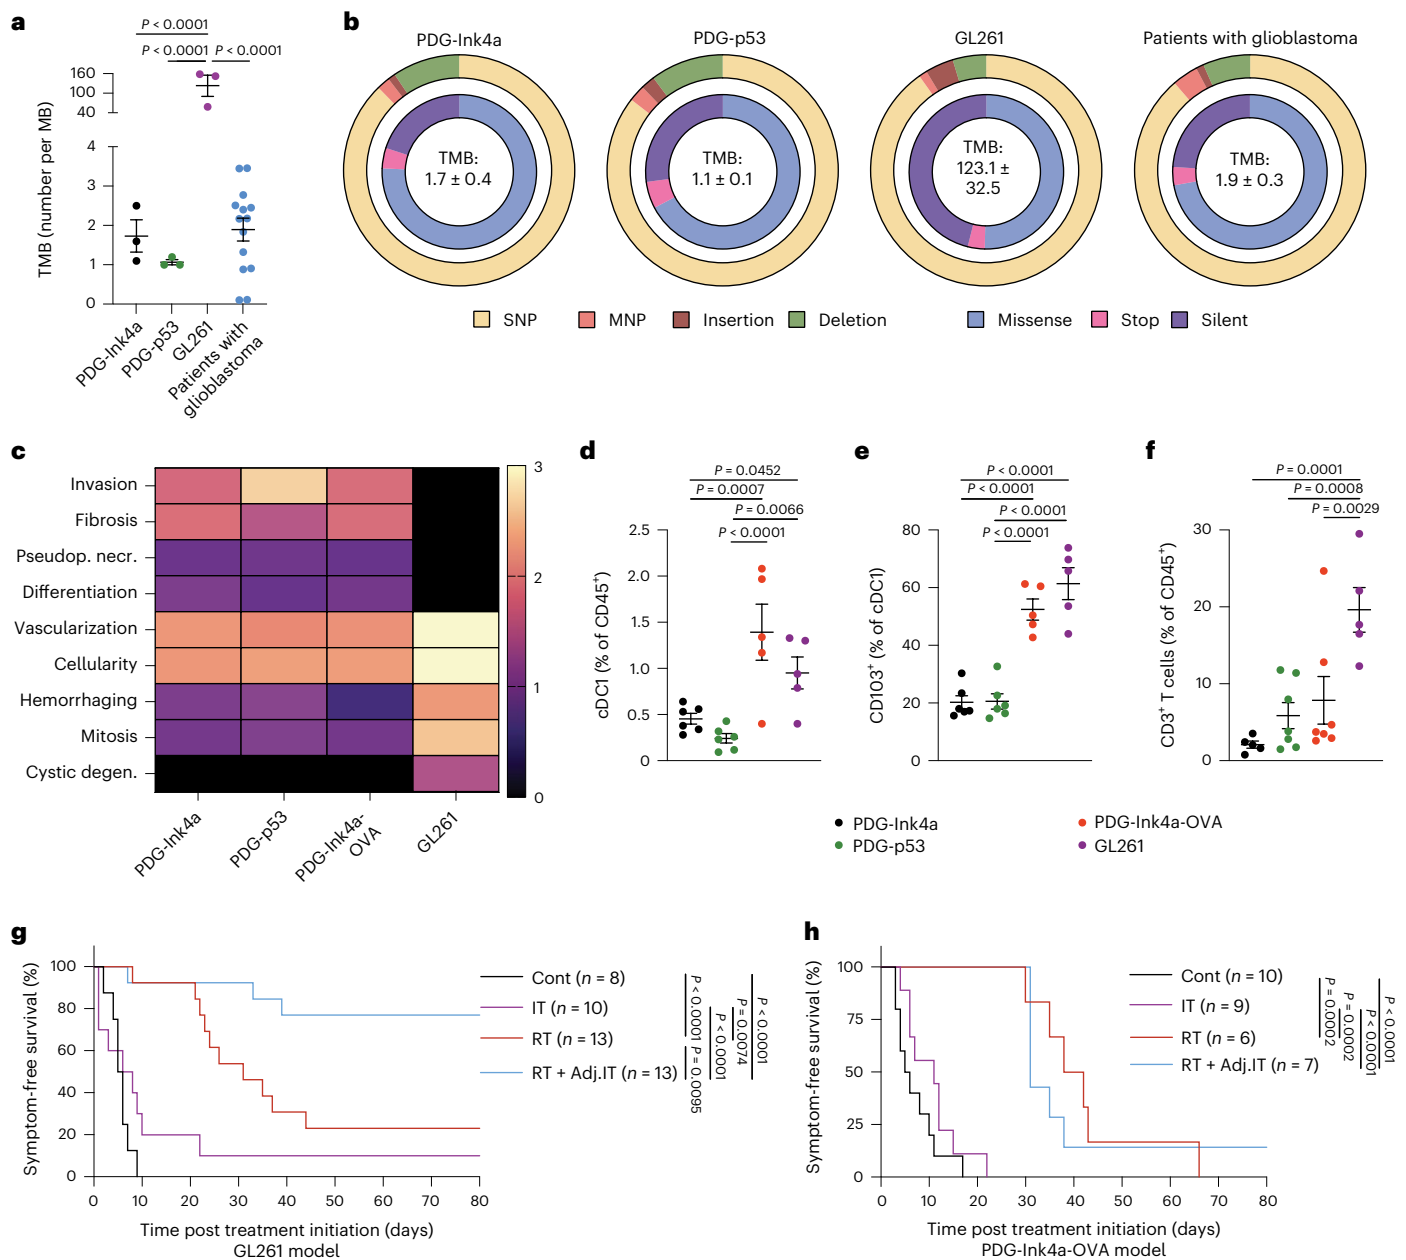 a
P < 0.0001
P < 0.0001 P < 0.0001
160
100
40
4
3
2
1
0
TMB (number per MB)
PDG-Ink4a
PDG-p53
GL261
Patients with
glioblastoma
b
PDG-Ink4a
PDG-p53
GL261
Patients with glioblastoma
TMB:
1.7 ± 0.4
TMB:
1.1 ± 0.1
TMB:
123.1 ±
32.5
TMB:
1.9 ± 0.3
SNP MNP Insertion Deletion Missense Stop Silent
c
Invasion
Fibrosis
Pseudop. necr.
Differentiation
Vascularization
Cellularity
Hemorrhaging
Mitosis
Cystic degen.
3
2
1
0
PDG-Ink4a
PDG-p53
PDG-Ink4a-
OVA
GL261
d
P = 0.0452
P = 0.0007
P = 0.0066
P < 0.0001
2.5
2.0
1.5
1.0
0.5
0
cDC1 (% of CD45⁺)
e
P < 0.0001
P < 0.0001
P < 0.0001
P < 0.0001
80
60
40
20
0
CD103⁺ (% of cDC1)
f
P = 0.0001
P = 0.0008
P = 0.0029
30
20
10
0
CD3⁺ T cells (% of CD45⁺)
PDG-Ink4a
PDG-p53
PDG-Ink4a-OVA
GL261
g
100
80
60
40
20
0
Symptom-free survival (%)
0 10 20 30 40 50 60 70 80
Time post treatment initiation (days)
GL261 model
Cont (n = 8)
IT (n = 10)
RT (n = 13)
RT + Adj.IT (n = 13)
P < 0.0001
P = 0.0095
P < 0.0001
P = 0.0074
P < 0.0001
h
100
75
50
25
0
Symptom-free survival (%)
0 10 20 30 40 50 60 70 80
Time post treatment initiation (days)
PDG-Ink4a-OVA model
Cont (n = 10)
IT (n = 9)
RT (n = 6)
RT + Adj.IT (n = 7)
P = 0.0002
P = 0.0002
P < 0.0001
P < 0.0001